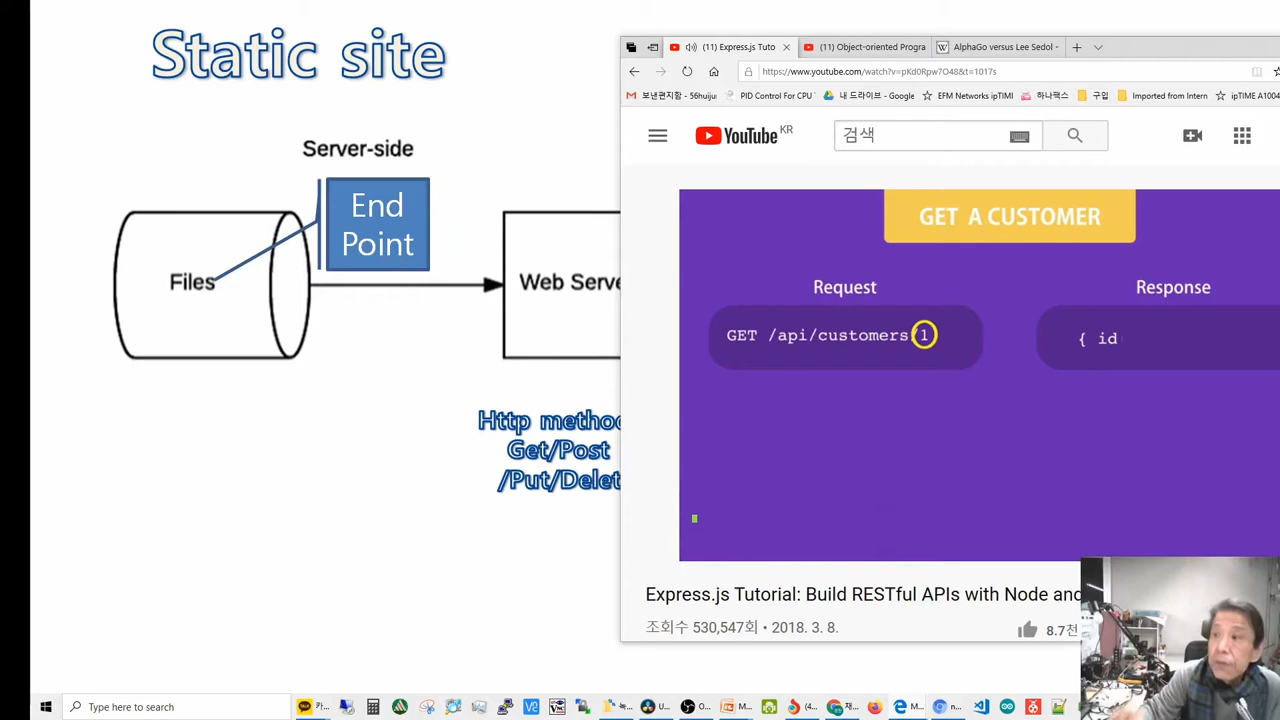 Static site
Server-side
End
Point
Files
Web Serve
Http method
Get/Post
/Put/Delet
(11) Express.js Tuto
(11) Object-oriented Progra
AlphaGo versus Lee Sedol -
https://www.youtube.com/watch?v=pKd0Rpw7O48&t=1017s
보낸편지함 - 56huiju
PID Control For CPU
내 드라이브 - Google
EFM Networks ipTIMI
하나팩스
구입
Imported from Intern
ipTIME A1004
YouTube KR
검색
GET A CUSTOMER
Request
Response
GET /api/customers/1
{ id
Express.js Tutorial: Build RESTful APIs with Node and
조회수 530,547회 • 2018. 3. 8.
8.7천
Type here to search